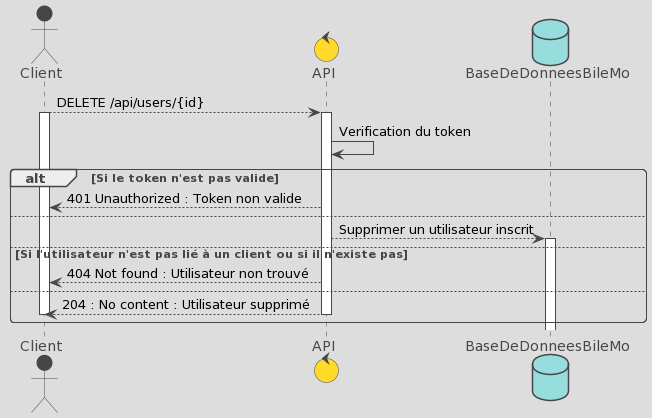 Client
API
BaseDeDonneesBileMo
DELETE /api/users/{id}
Verification du token
alt
[Si le token n'est pas valide]
401 Unauthorized : Token non valide
Supprimer un utilisateur inscrit
[Si l'utilisateur n'est pas lié à un client ou si il n'existe pas]
404 Not found : Utilisateur non trouvé
204 : No content : Utilisateur supprimé
Client
API
BaseDeDonneesBileMo